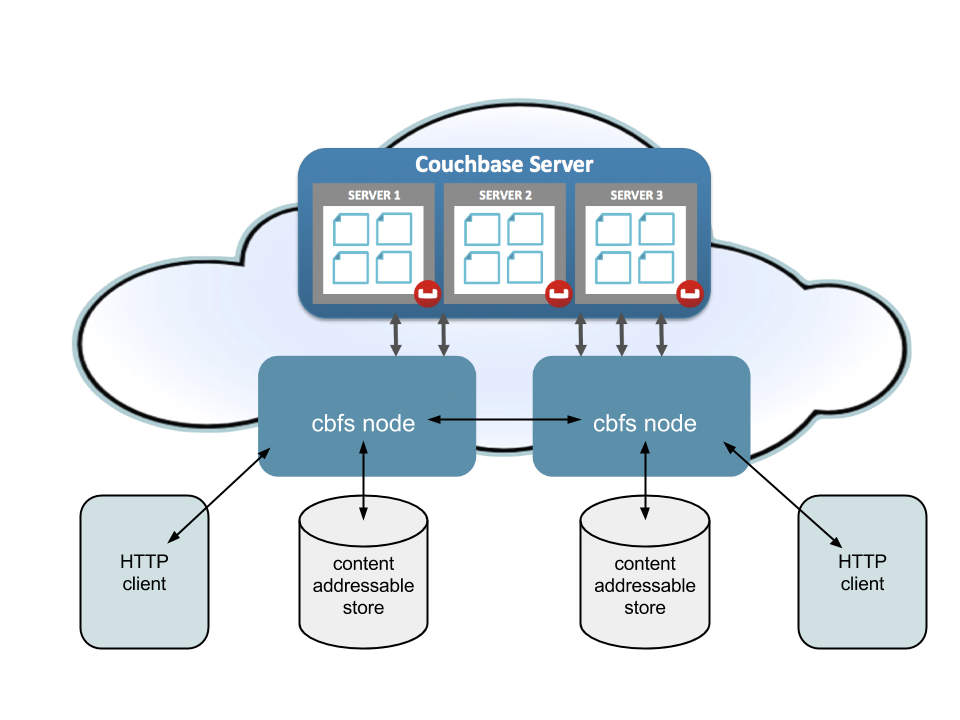 Couchbase Server
SERVER 1
SERVER 2
SERVER 3
cbfs node
cbfs node
HTTP
client
content
addressable
store
content
addressable
store
HTTP
client